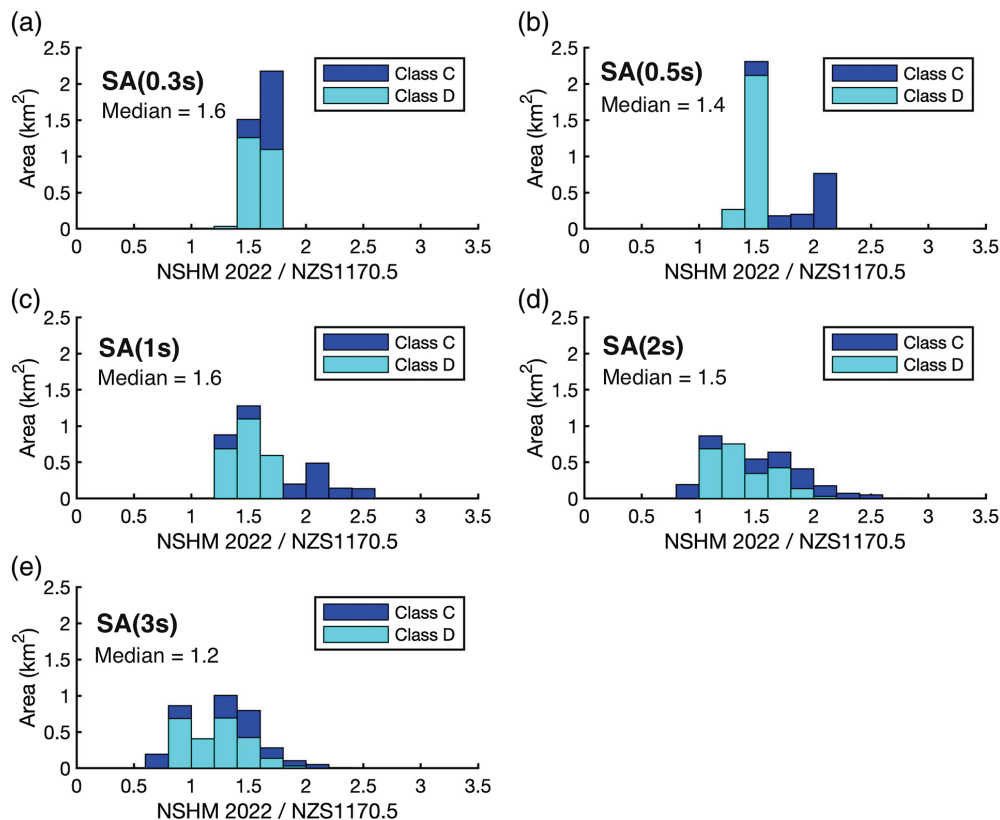 (a)
SA(0.3s)
Median = 1.6
Class C
Class D
Area (km²)
0
0.5
1
1.5
2
2.5
0 0.5 1 1.5 2 2.5 3 3.5
NSHM 2022 / NZS1170.5
(b)
SA(0.5s)
Median = 1.4
Class C
Class D
Area (km²)
0
0.5
1
1.5
2
2.5
0 0.5 1 1.5 2 2.5 3 3.5
NSHM 2022 / NZS1170.5
(c)
SA(1s)
Median = 1.6
Class C
Class D
Area (km²)
0
0.5
1
1.5
2
2.5
0 0.5 1 1.5 2 2.5 3 3.5
NSHM 2022 / NZS1170.5
(d)
SA(2s)
Median = 1.5
Class C
Class D
Area (km²)
0
0.5
1
1.5
2
2.5
0 0.5 1 1.5 2 2.5 3 3.5
NSHM 2022 / NZS1170.5
(e)
SA(3s)
Median = 1.2
Class C
Class D
Area (km²)
0
0.5
1
1.5
2
2.5
0 0.5 1 1.5 2 2.5 3 3.5
NSHM 2022 / NZS1170.5